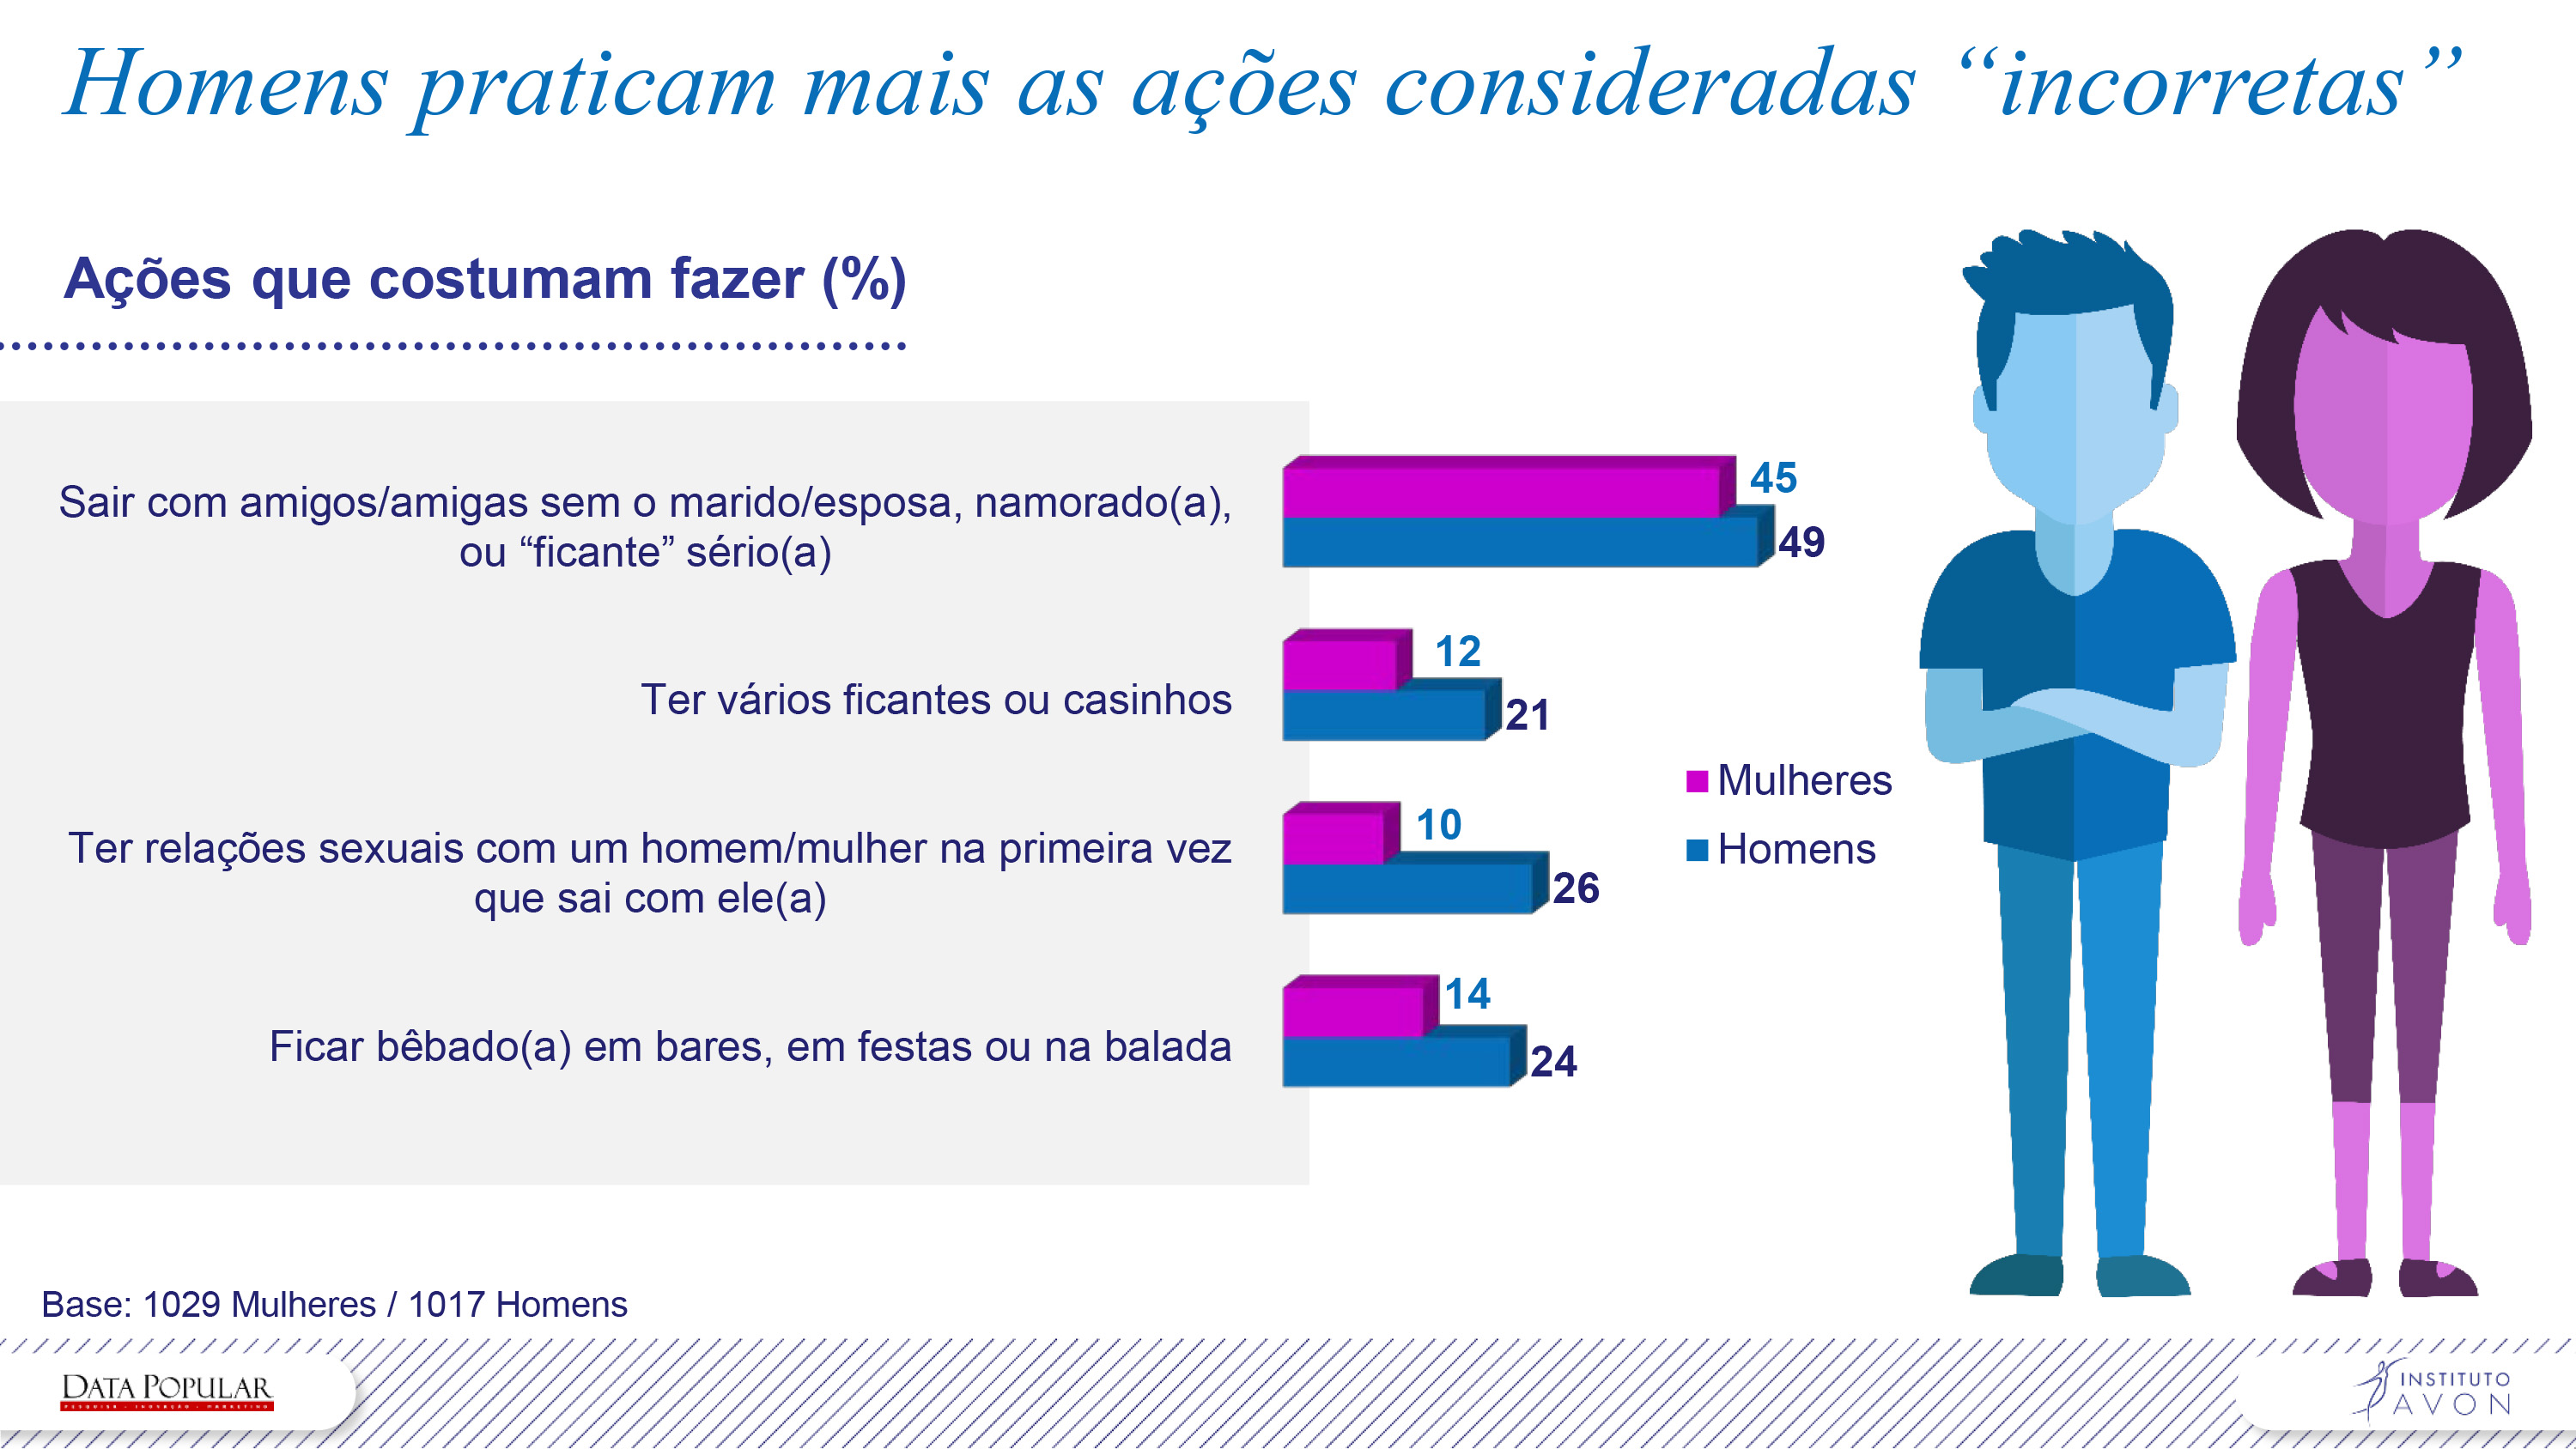 Homens praticam mais as ações consideradas “incorretas”
Ações que costumam fazer (%)
Sair com amigos/amigas sem o marido/esposa, namorado(a),
ou “ficante” sério(a)
45
49
Ter vários ficantes ou casinhos
12
21
Mulheres
Homens
Ter relações sexuais com um homem/mulher na primeira vez
que sai com ele(a)
10
26
Ficar bêbado(a) em bares, em festas ou na balada
14
24
Base: 1029 Mulheres / 1017 Homens
DATA POPULAR
PESQUISA · INOVAÇÃO · MARKETING
INSTITUTO
AVON